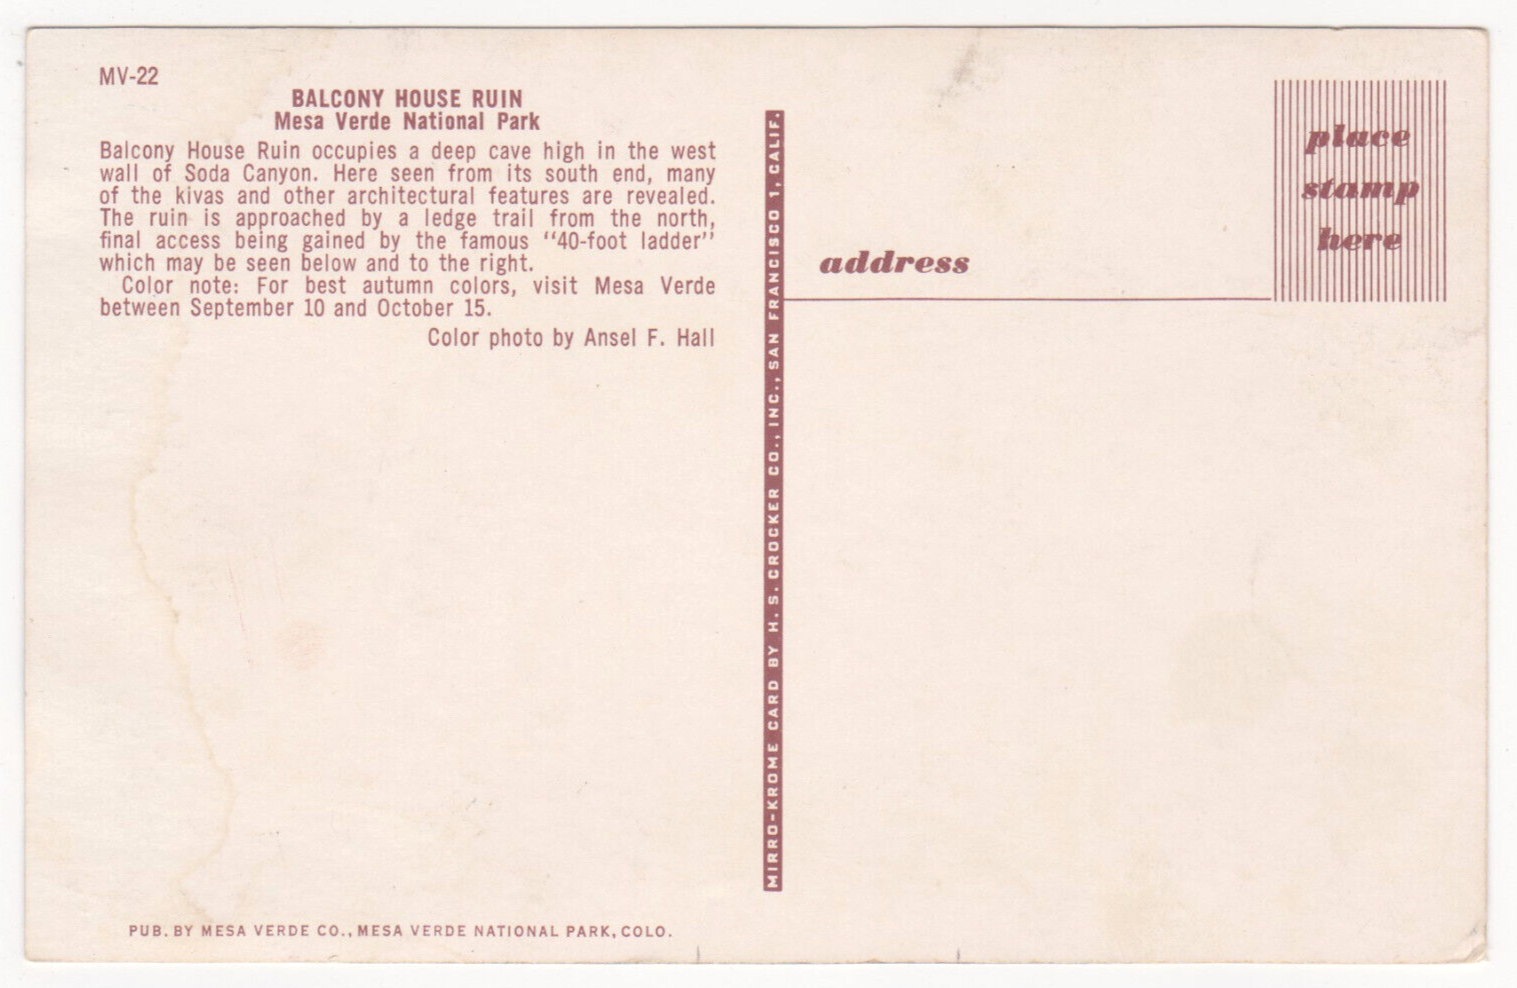 MV-22
BALCONY HOUSE RUIN
Mesa Verde National Park
Balcony House Ruin occupies a deep cave high in the west
wall of Soda Canyon. Here seen from its south end, many
of the kivas and other architectural features are revealed.
The ruin is approached by a ledge trail from the north,
final access being gained by the famous “40-foot ladder”
which may be seen below and to the right.
Color note: For best autumn colors, visit Mesa Verde
between September 10 and October 15.
Color photo by Ansel F. Hall
PUB. BY MESA VERDE CO., MESA VERDE NATIONAL PARK, COLO.
MIRRO-KROME CARD BY H. S. CROCKER CO., INC., SAN FRANCISCO 1, CALIF.
place
stamp
here
address